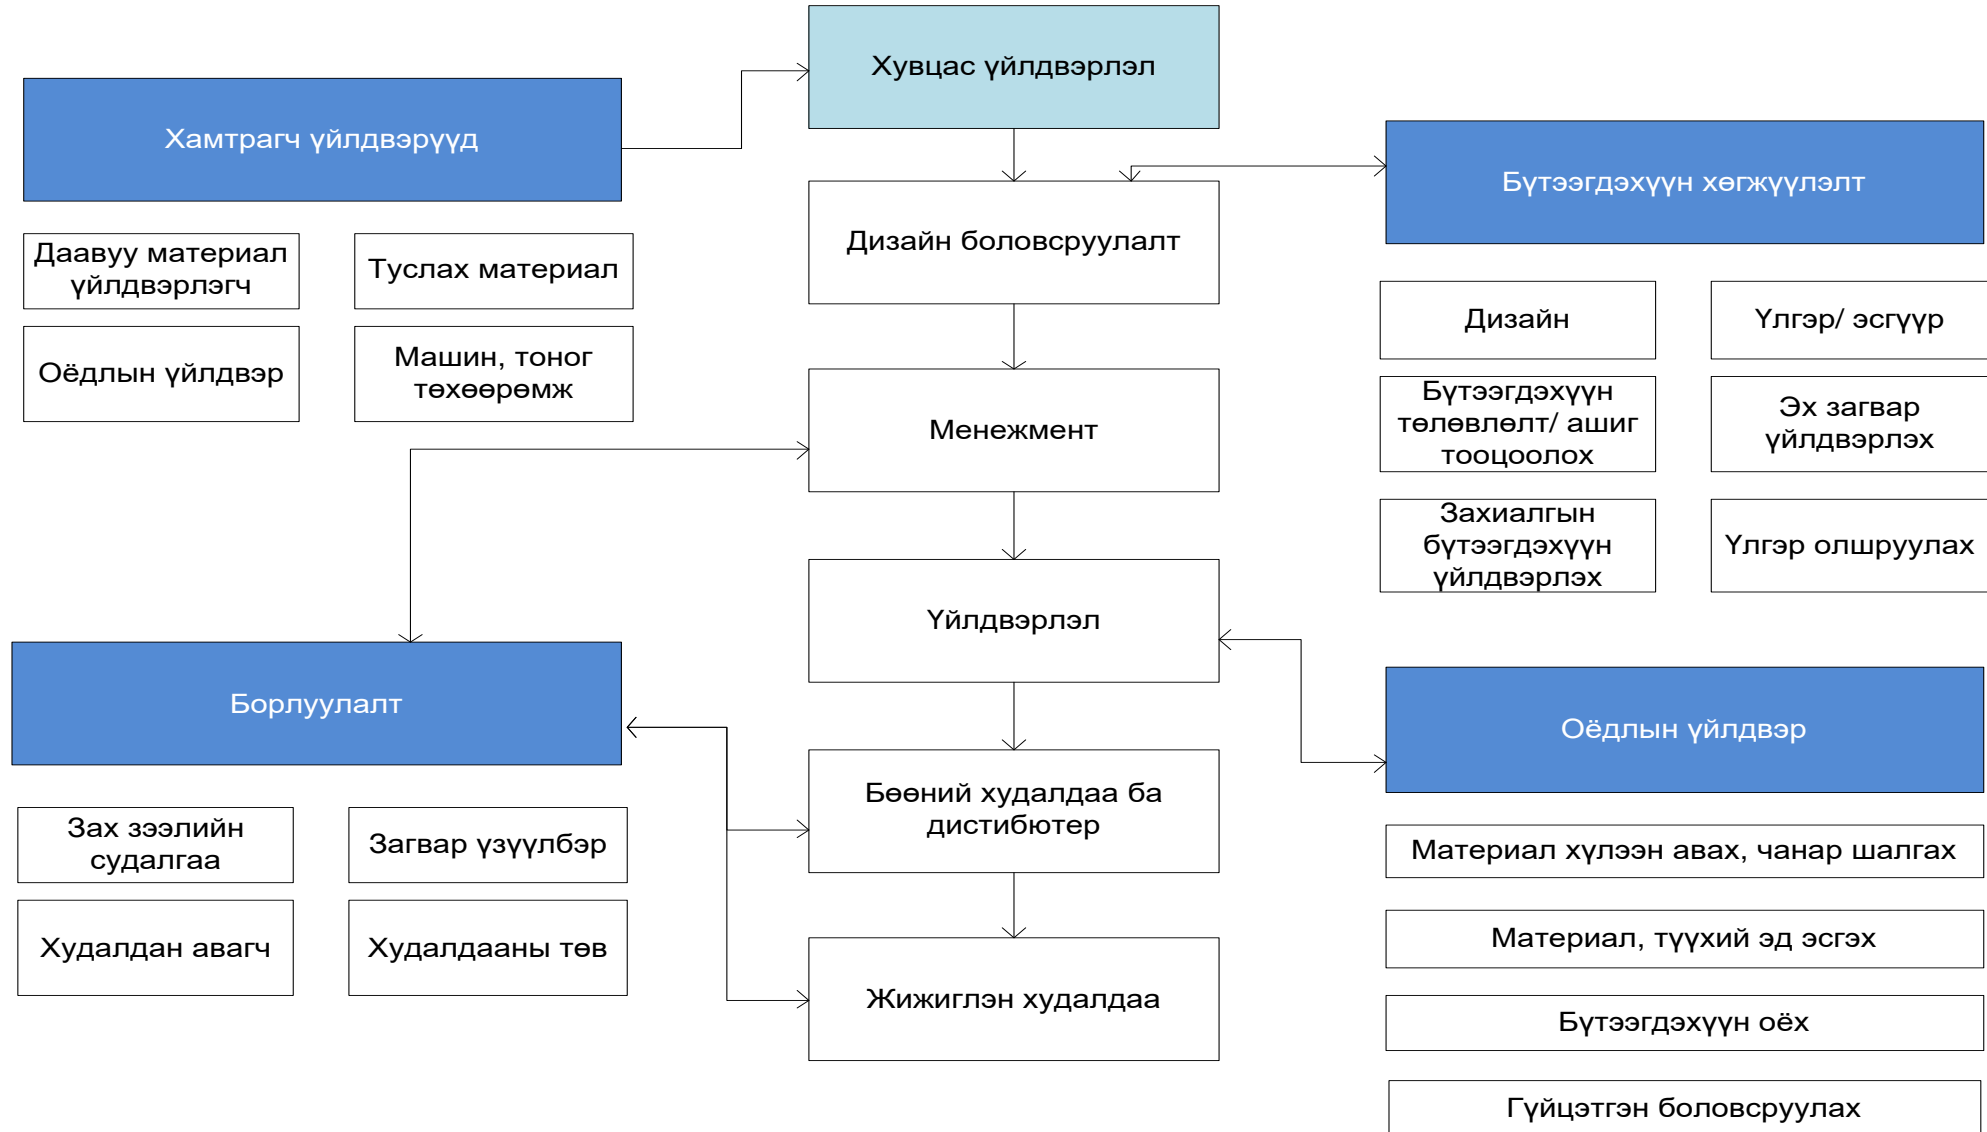 Хувцас үйлдвэрлэл
Хамтрагч үйлдвэрүүд
Даавуу материал
үйлдвэрлэгч
Туслах материал
Оёдлын үйлдвэр
Машин, тоног
төхөөрөмж
Дизайн боловсруулалт
Менежмент
Үйлдвэрлэл
Бөөний худалдаа ба
дистибютер
Жижиглэн худалдаа
Бүтээгдэхүүн хөгжүүлэлт
Дизайн
Үлгэр/ эсгүүр
Бүтээгдэхүүн
төлөвлөлт/ ашиг
тооцоолох
Эх загвар
үйлдвэрлэх
Захиалгын
бүтээгдэхүүн
үйлдвэрлэх
Үлгэр олшруулах
Борлуулалт
Зах зээлийн
судалгаа
Загвар үзүүлбэр
Худалдан авагч
Худалдааны төв
Оёдлын үйлдвэр
Материал хүлээн авах, чанар шалгах
Материал, түүхий эд эсгэх
Бүтээгдэхүүн оёх
Гүйцэтгэн боловсруулах